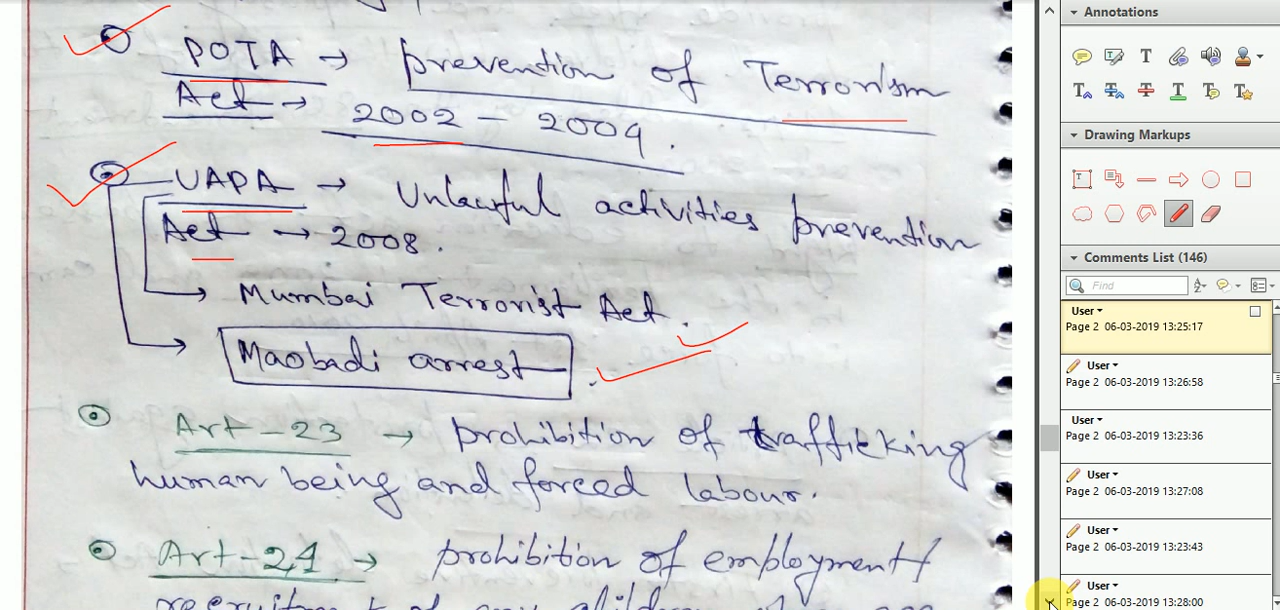 POTA → prevention of Terrorism
Act → 2002 - 2004.
UAPA → Unlawful activities prevention
Act → 2008.
Mumbai Terrorist Act.
Maobadi arrest.
Art-23 → prohibition of trafficking
human being and forced labour.
Art-24 → prohibition of employment/
of any
Annotations
Drawing Markups
Comments List (146)
Find
User
Page 2 06-03-2019 13:25:17
User
Page 2 06-03-2019 13:26:58
User
Page 2 06-03-2019 13:23:36
User
Page 2 06-03-2019 13:27:08
User
Page 2 06-03-2019 13:23:43
User
Page 2 06-03-2019 13:28:00